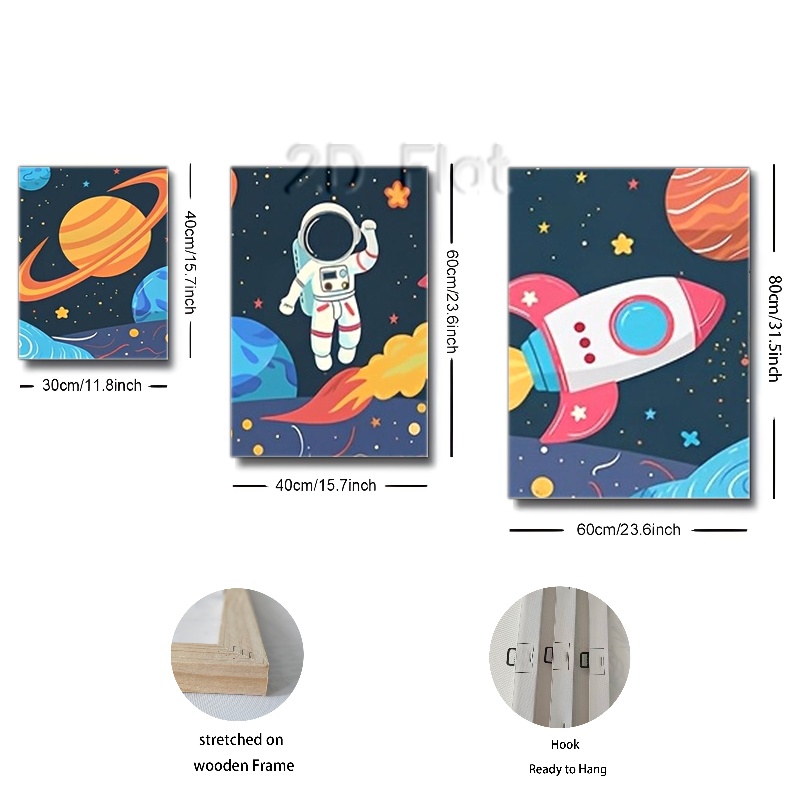 2D Flat
40cm/15.7inch
30cm/11.8inch
60cm/23.6inch
40cm/15.7inch
80cm/31.5inch
60cm/23.6inch
stretched on
wooden Frame
Hook
Ready to Hang